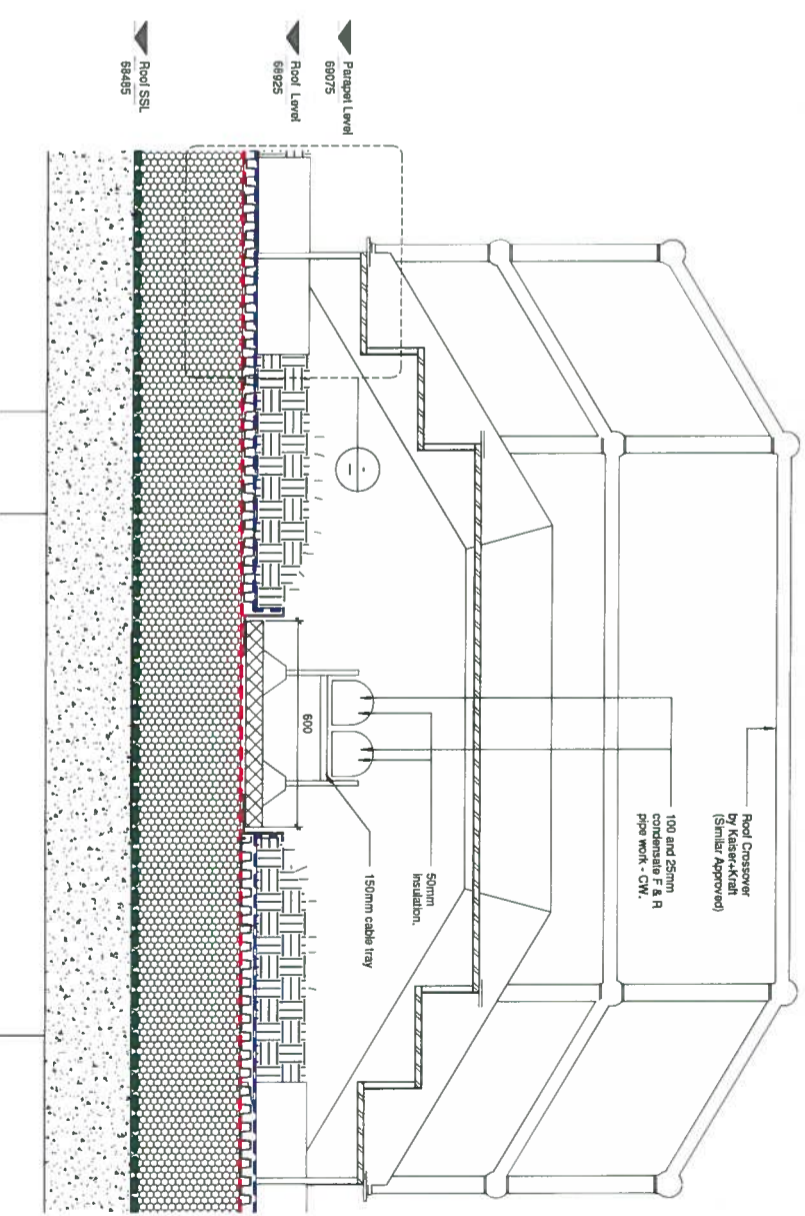 Parapet Level
69075
Roof Level
68925
Roof SSL
68485
Roof Crossover
by Kaiser+Kraft
(Similar Approved)
100 and 25mm
condensate F & R
pipe work - CW.
50mm
Insulation.
150mm cable tray
600